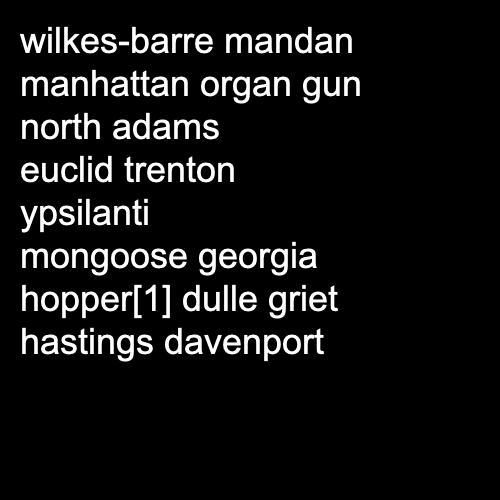 wilkes-barre mandan
manhattan organ gun
north adams
euclid trenton
ypsilanti
mongoose georgia
hopper[1] dulle griet
hastings davenport